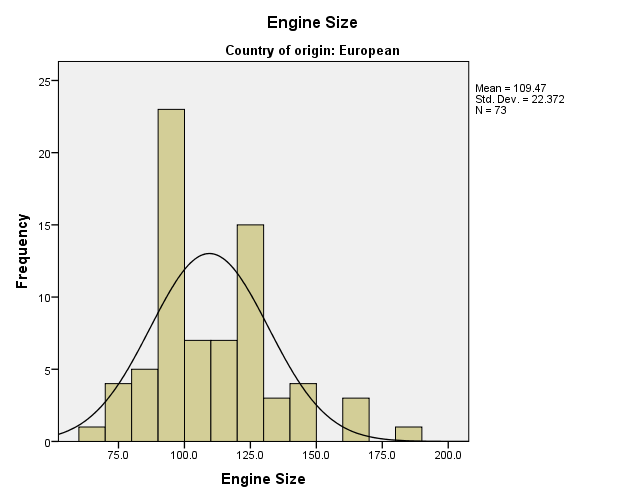 Engine Size
Country of origin: European
Mean = 109.47
Std. Dev. = 22.372
N = 73
Frequency
25
20
15
10
5
0
75.0 100.0 125.0 150.0 175.0 200.0
Engine Size